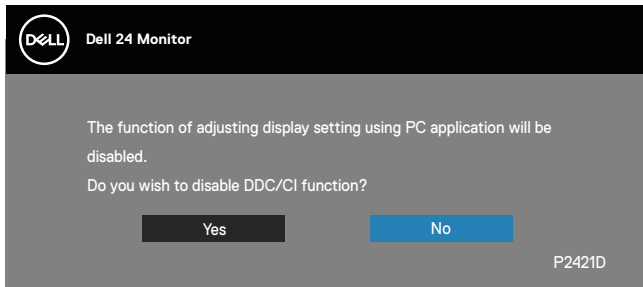 DELL
Dell 24 Monitor
The function of adjusting display setting using PC application will be
disabled.
Do you wish to disable DDC/CI function?
Yes
No
P2421D